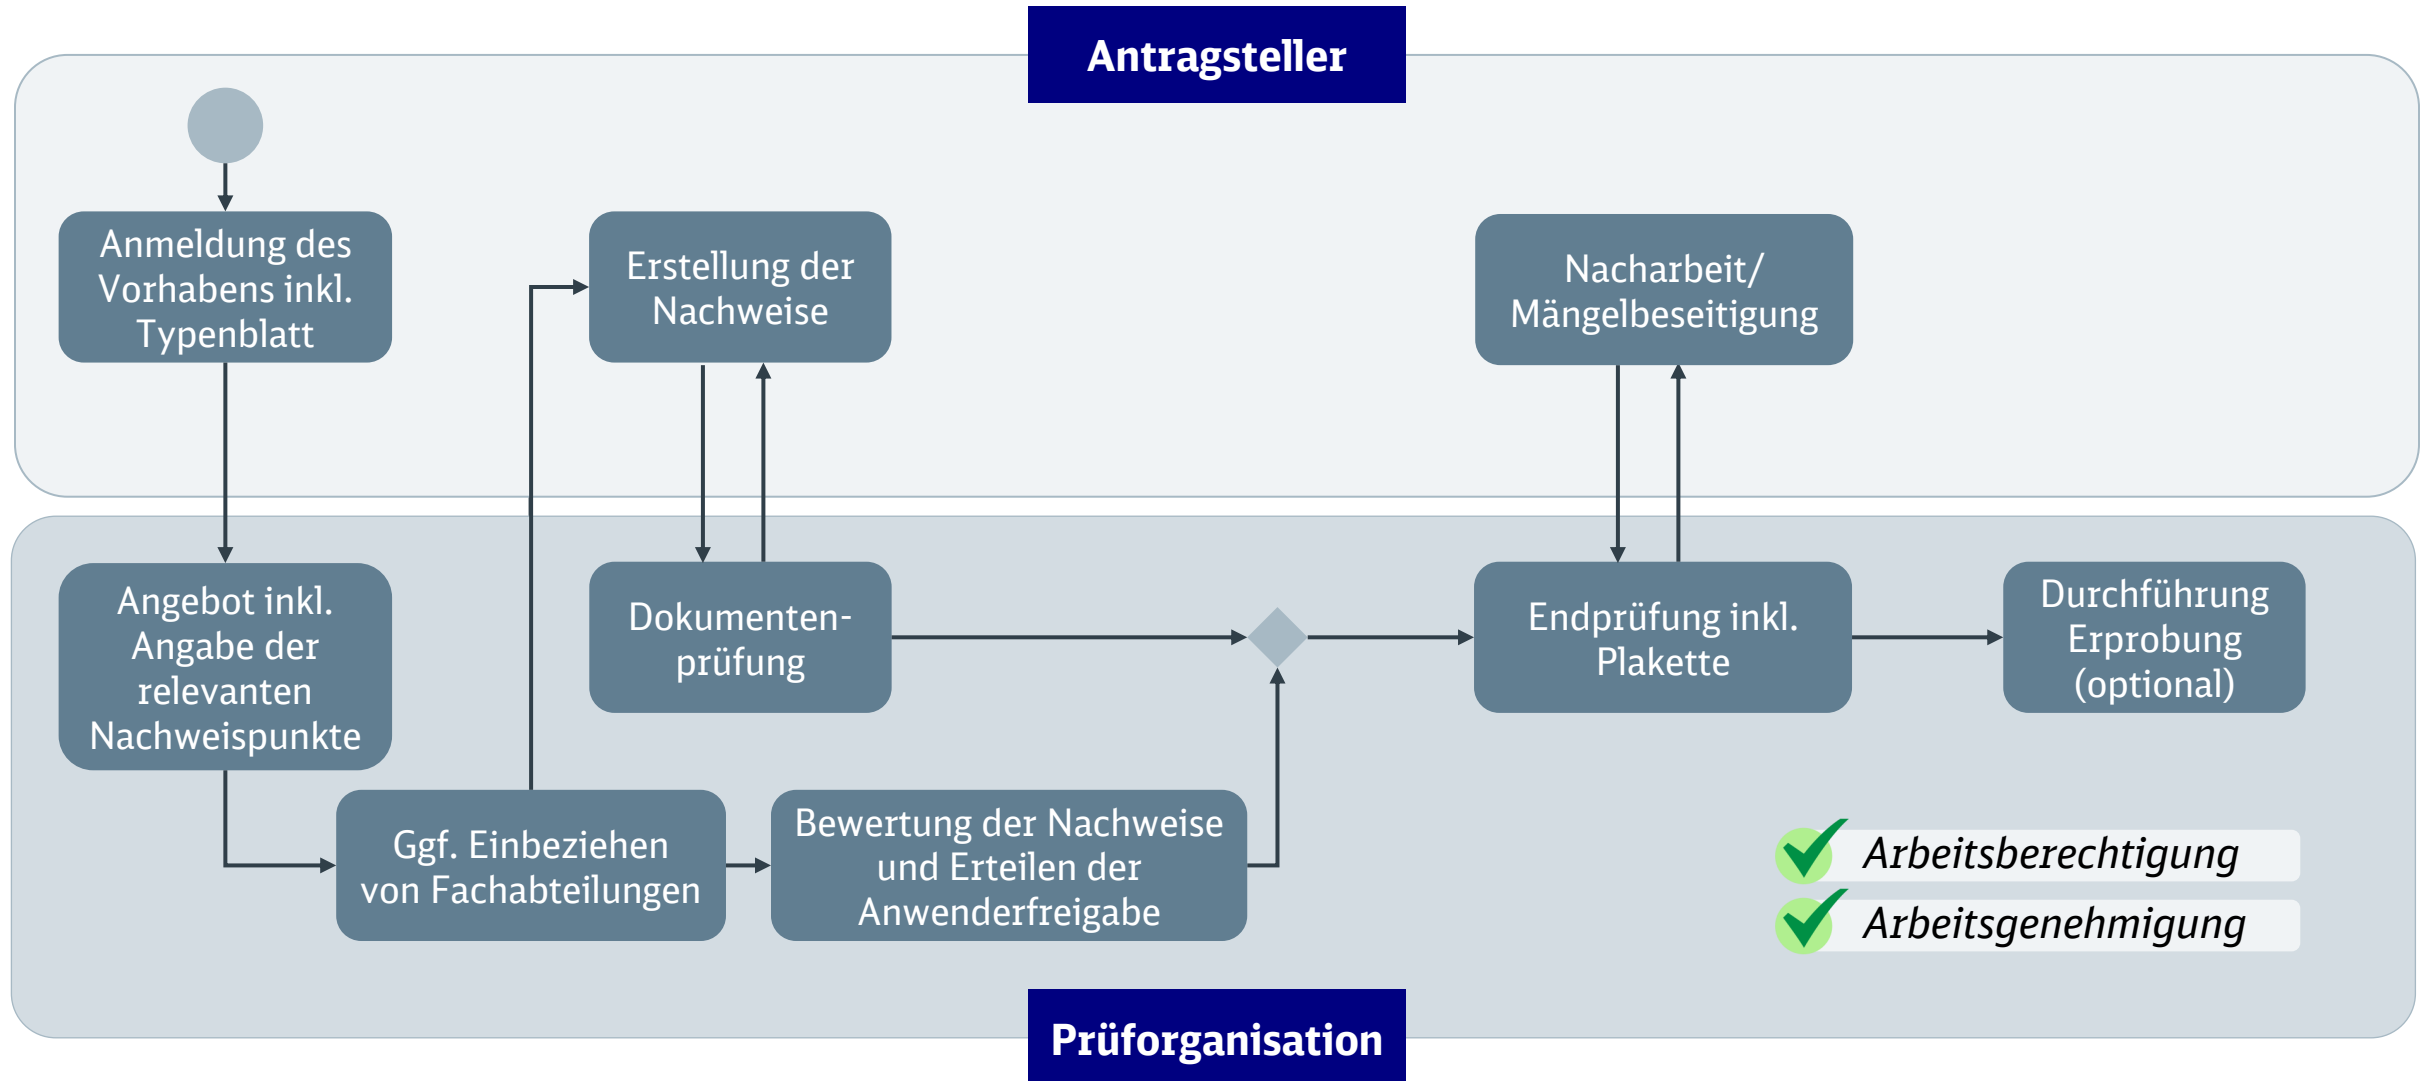 Antragsteller
Anmeldung des
Vorhabens inkl.
Typenblatt
Erstellung der
Nachweise
Nacharbeit/
Mängelbeseitigung
Angebot inkl.
Angabe der
relevanten
Nachweispunkte
Dokumenten-
prüfung
Endprüfung inkl.
Plakette
Durchführung
Erprobung
(optional)
Ggf. Einbeziehen
von Fachabteilungen
Bewertung der Nachweise
und Erteilen der
Anwenderfreigabe
Arbeitsberechtigung
Arbeitsgenehmigung
Prüforganisation